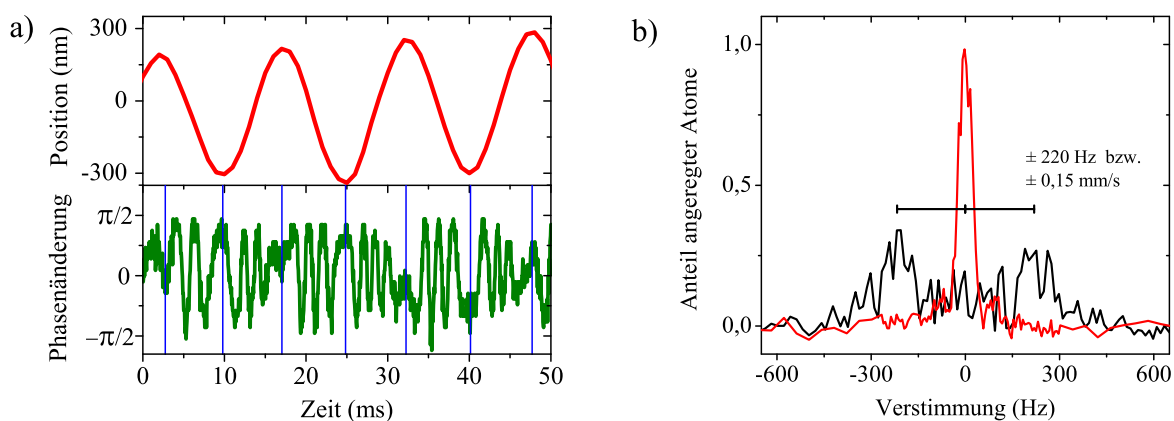 a)
Position (nm)
300
0
-300
Phasenänderung
π/2
0
−π/2
0 10 20 30 40 50
Zeit (ms)
b)
Anteil angeregter Atome
1,0
0,5
0,0
± 220 Hz bzw.
± 0,15 mm/s
-600 -300 0 300 600
Verstimmung (Hz)